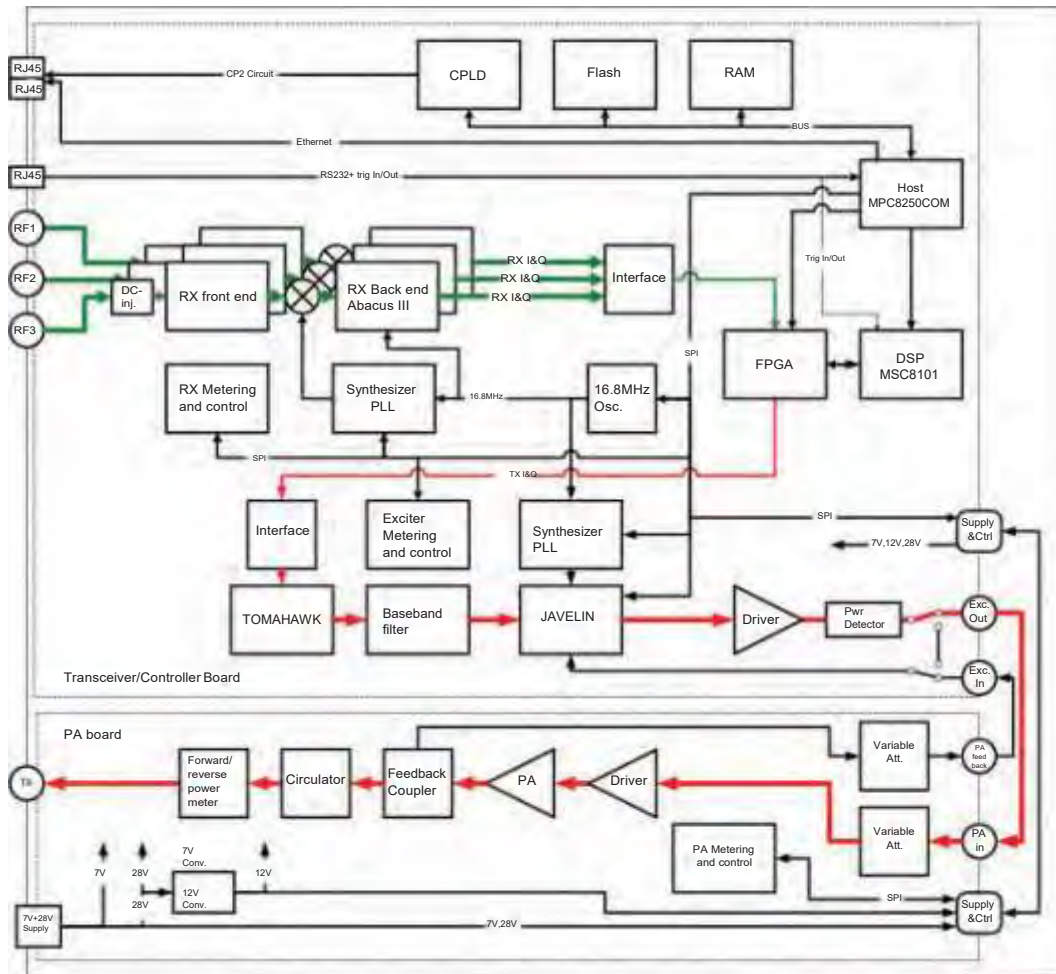 RJ45
RJ45
CP2 Circuit
CPLD
Flash
RAM
BUS
Ethernet
RJ45
RS232+ trig In/Out
Host
MPC8250COM
RF1
RF2
RF3
DC-
inj.
RX front end
RX Back end
Abacus III
RX I&Q
RX I&Q
RX I&Q
Interface
Trig In/Out
SPI
FPGA
DSP
MSC8101
RX Metering
and control
Synthesizer
PLL
16.8MHz
16.8MHz
Osc.
SPI
TX I&Q
Interface
Exciter
Metering
and control
Synthesizer
PLL
SPI
Supply
&Ctrl
7V,12V,28V
TOMAHAWK
Baseband
filter
JAVELIN
Driver
Pwr
Detector
Exc.
Out
Exc.
In
Transceiver/Controller Board
PA board
Forward/
reverse
power
meter
Circulator
Feedback
Coupler
PA
Driver
Variable
Att.
PA
feed
back
Variable
Att.
PA
in
PA Metering
and control
7V
28V
7V
Conv.
12V
Conv.
12V
28V
SPI
Supply
&Ctrl
7V+28V
Supply
7V,28V